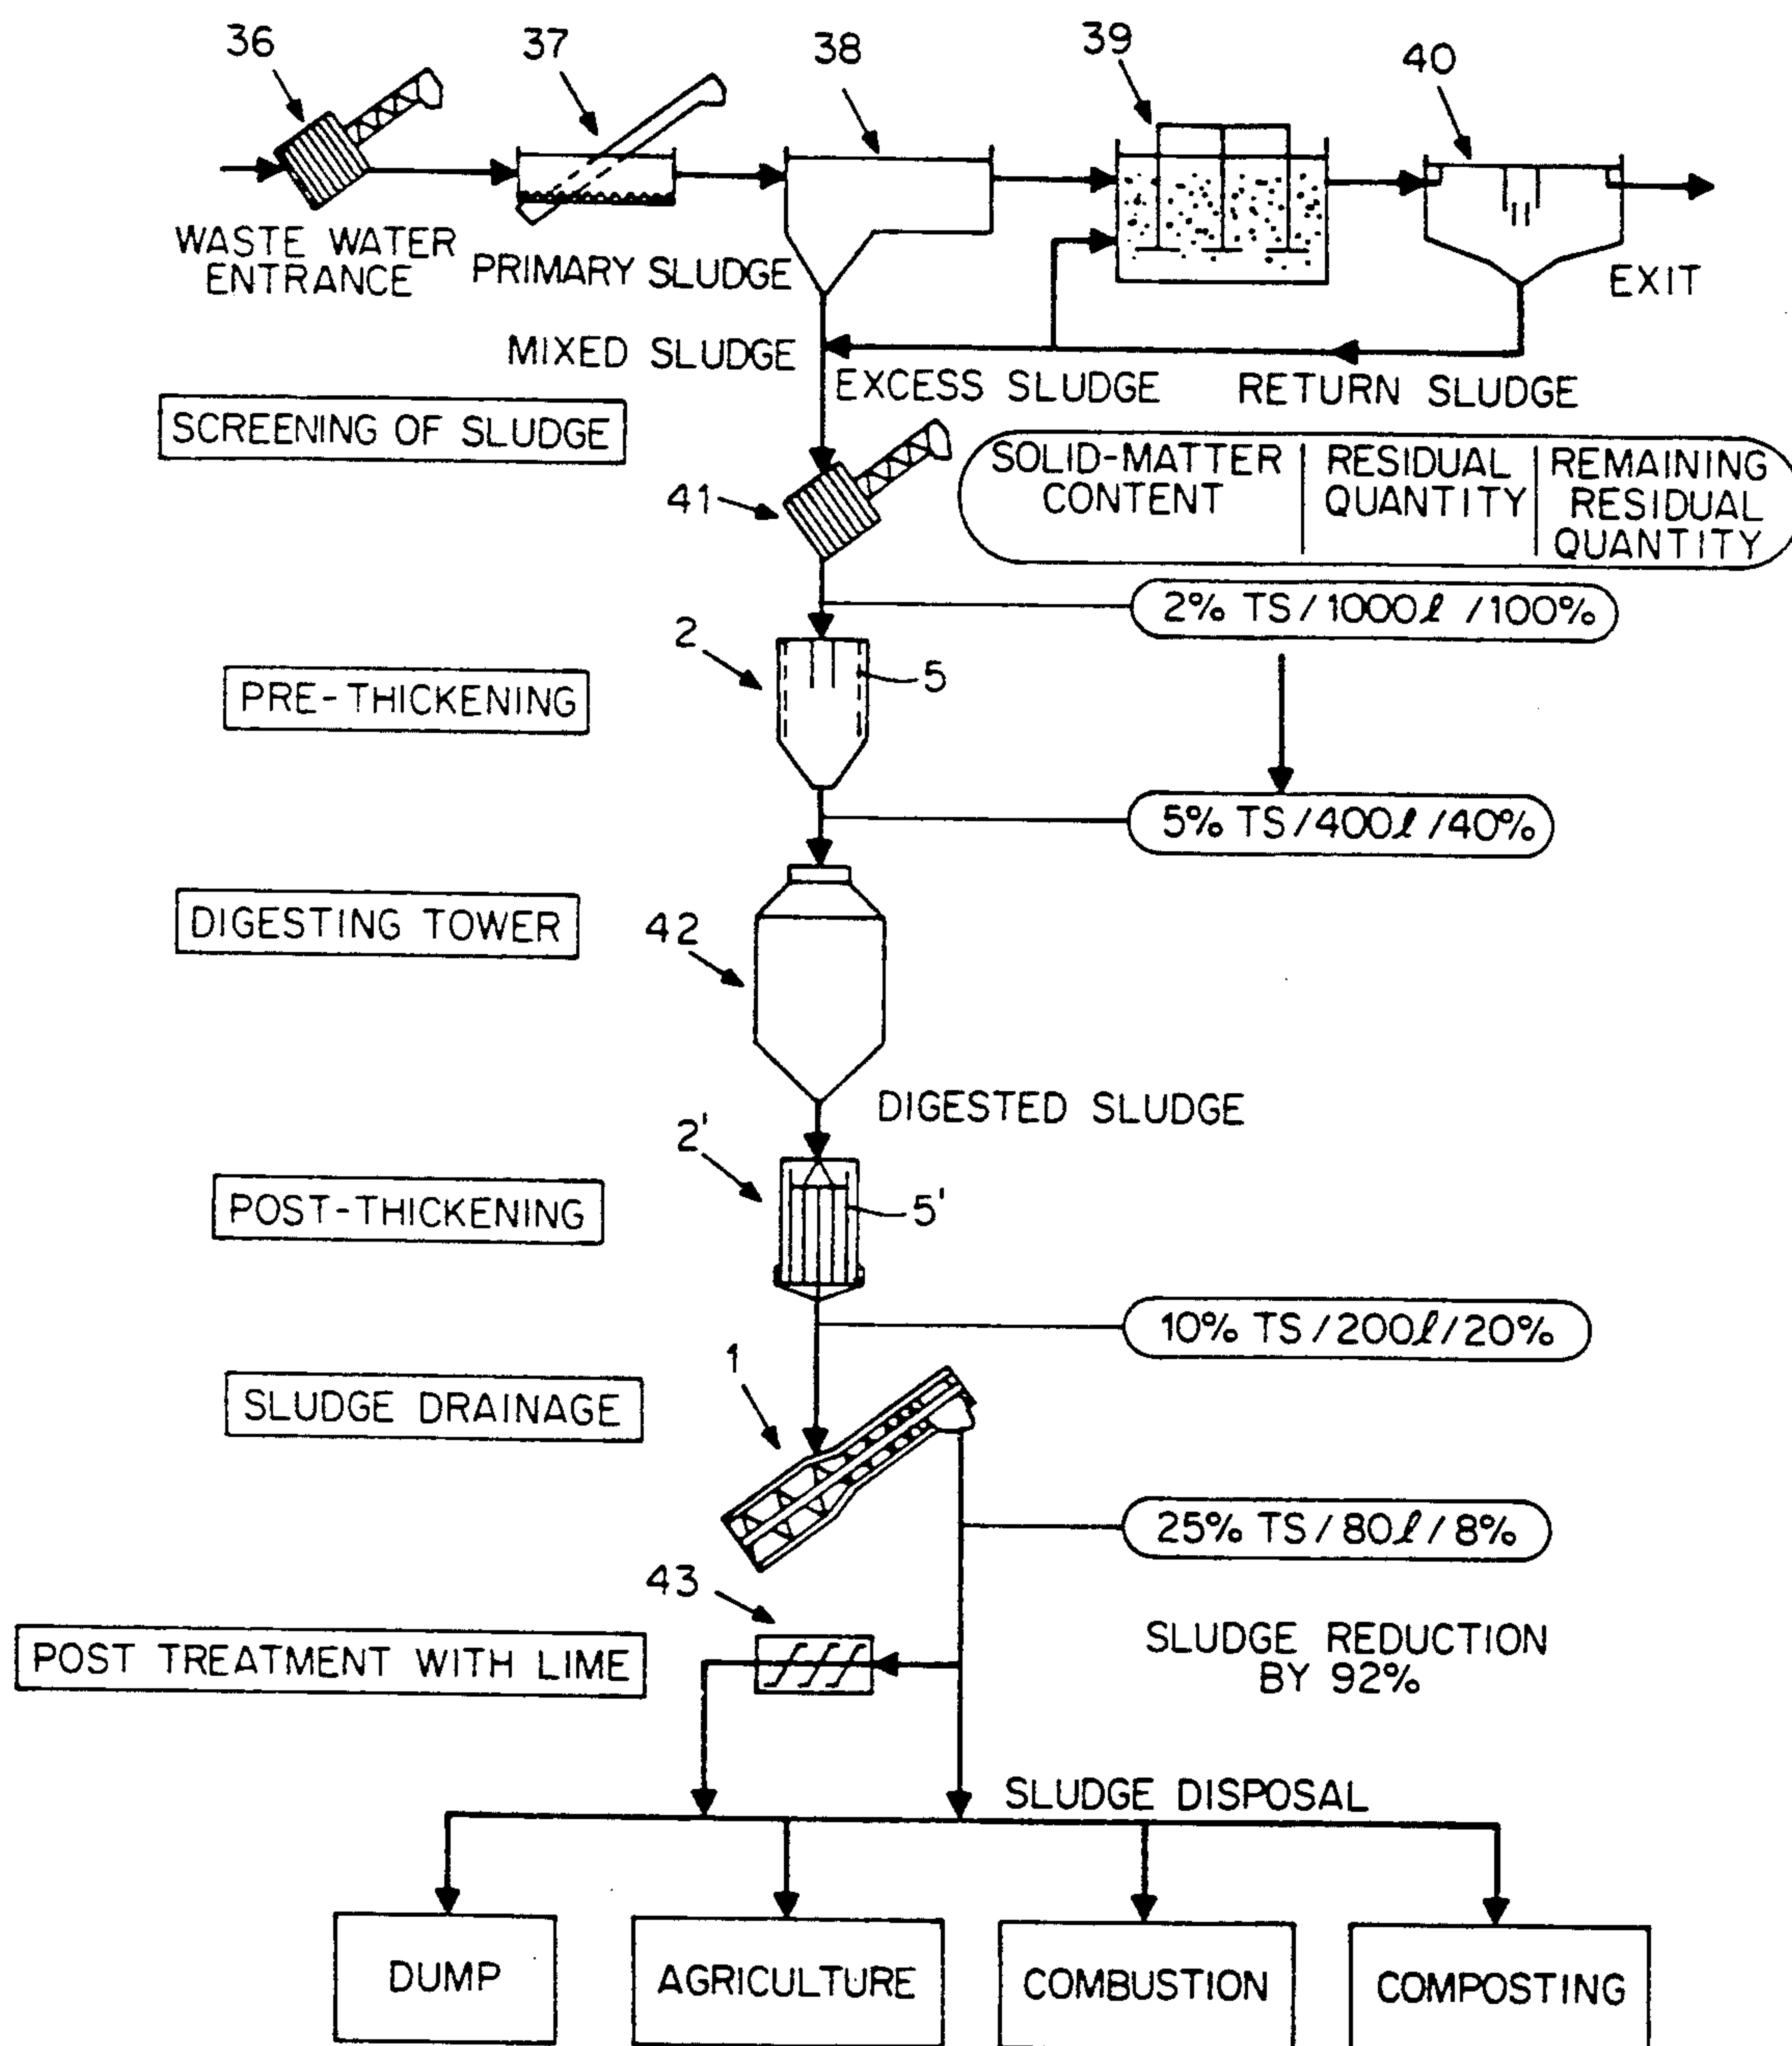 36
37
38
39
40
WASTE WATER
ENTRANCE
PRIMARY SLUDGE
EXIT
MIXED SLUDGE
EXCESS SLUDGE
RETURN SLUDGE
SCREENING OF SLUDGE
41
SOLID-MATTER
CONTENT
RESIDUAL
QUANTITY
REMAINING
RESIDUAL
QUANTITY
2% TS/1000ℓ/100%
2
5
PRE-THICKENING
5% TS/400ℓ/40%
DIGESTING TOWER
42
DIGESTED SLUDGE
2'
5'
POST-THICKENING
10% TS/200ℓ/20%
1
SLUDGE DRAINAGE
25% TS/80ℓ/8%
43
POST TREATMENT WITH LIME
SLUDGE REDUCTION
BY 92%
SLUDGE DISPOSAL
DUMP
AGRICULTURE
COMBUSTION
COMPOSTING